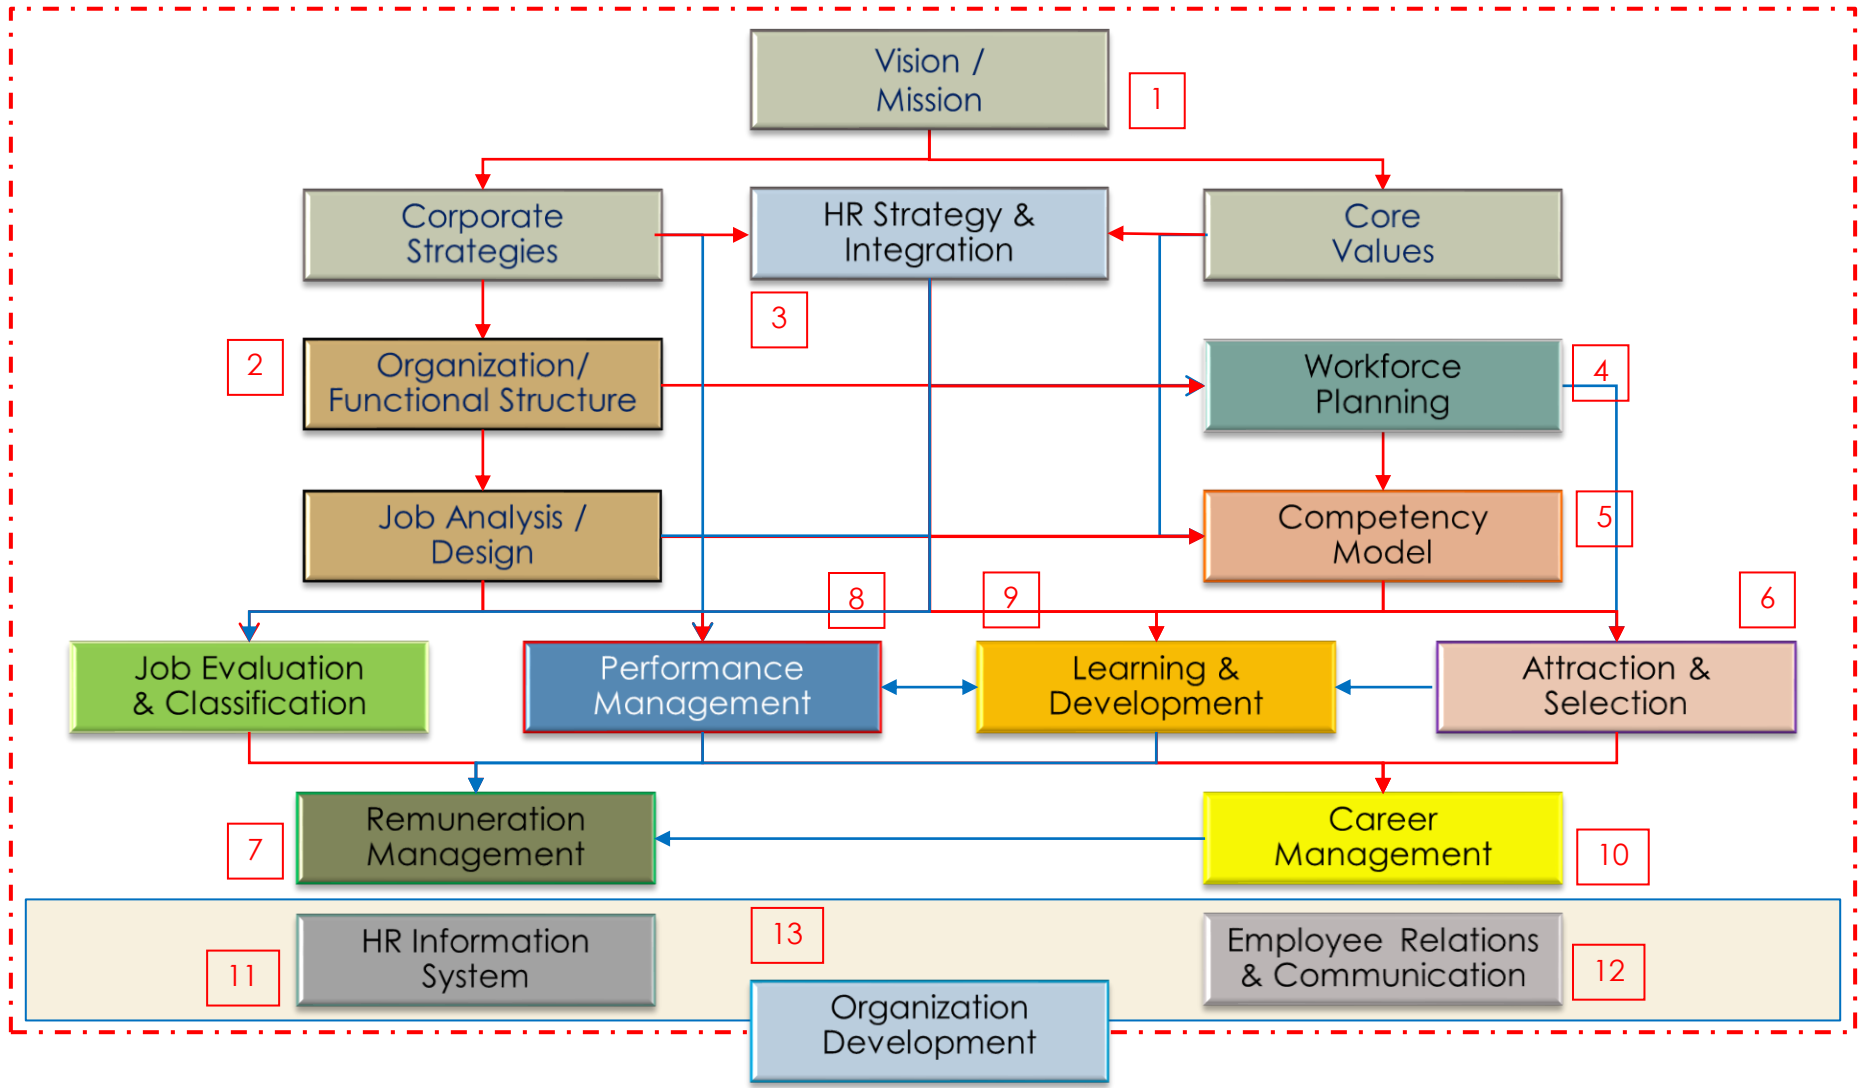 Vision /
Mission
1
Corporate
Strategies
HR Strategy &
Integration
Core
Values
3
2
Organization/
Functional Structure
Workforce
Planning
4
Job Analysis /
Design
Competency
Model
5
8
9
6
Job Evaluation
& Classification
Performance
Management
Learning &
Development
Attraction &
Selection
7
Remuneration
Management
Career
Management
10
11
HR Information
System
13
Employee Relations
& Communication
12
Organization
Development